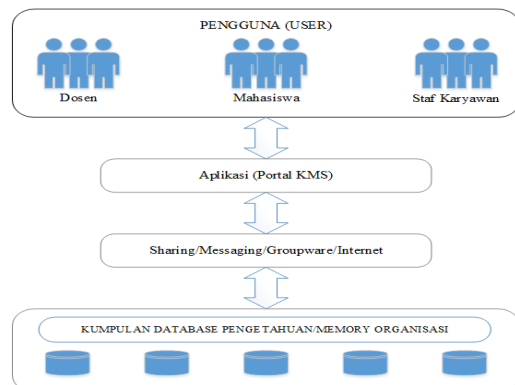 PENGGUNA (USER)
Dosen
Mahasiswa
Staf Karyawan
Aplikasi (Portal KMS)
Sharing/Messaging/Groupware/Internet
KUMPULAN DATABASE PENGETAHUAN/MEMORY ORGANISASI